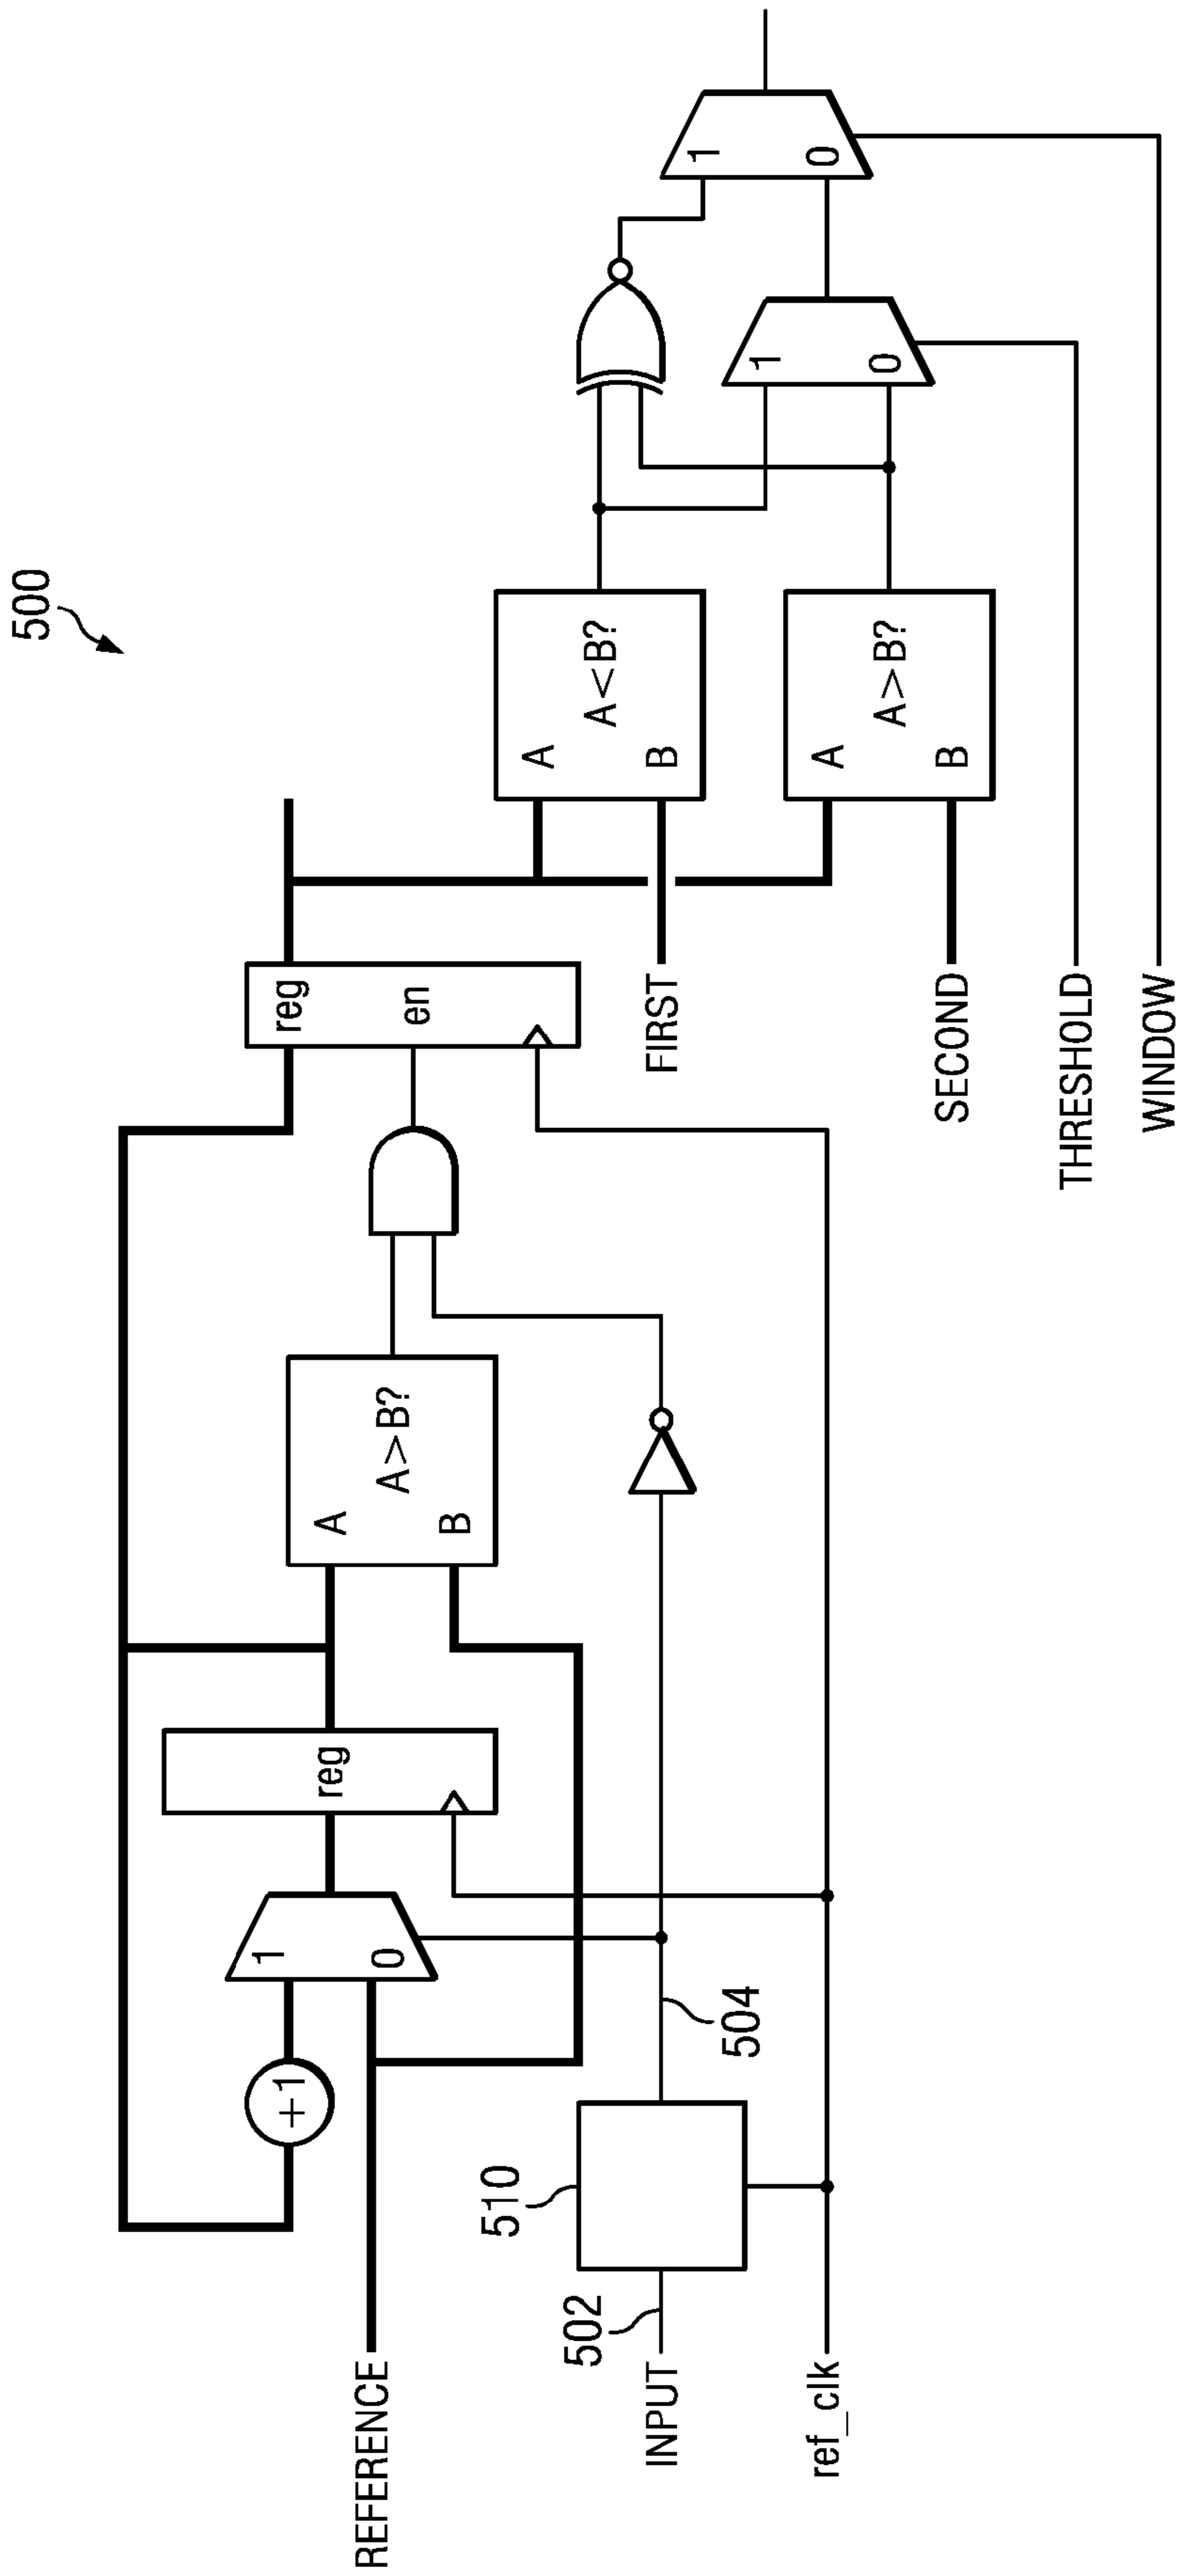 500
REFERENCE
+1
1
0
reg
A
B
A>B?
reg
en
INPUT
502
510
504
ref_clk
FIRST
SECOND
THRESHOLD
WINDOW
A
B
A<B?
A
B
A>B?
1
0
1
0